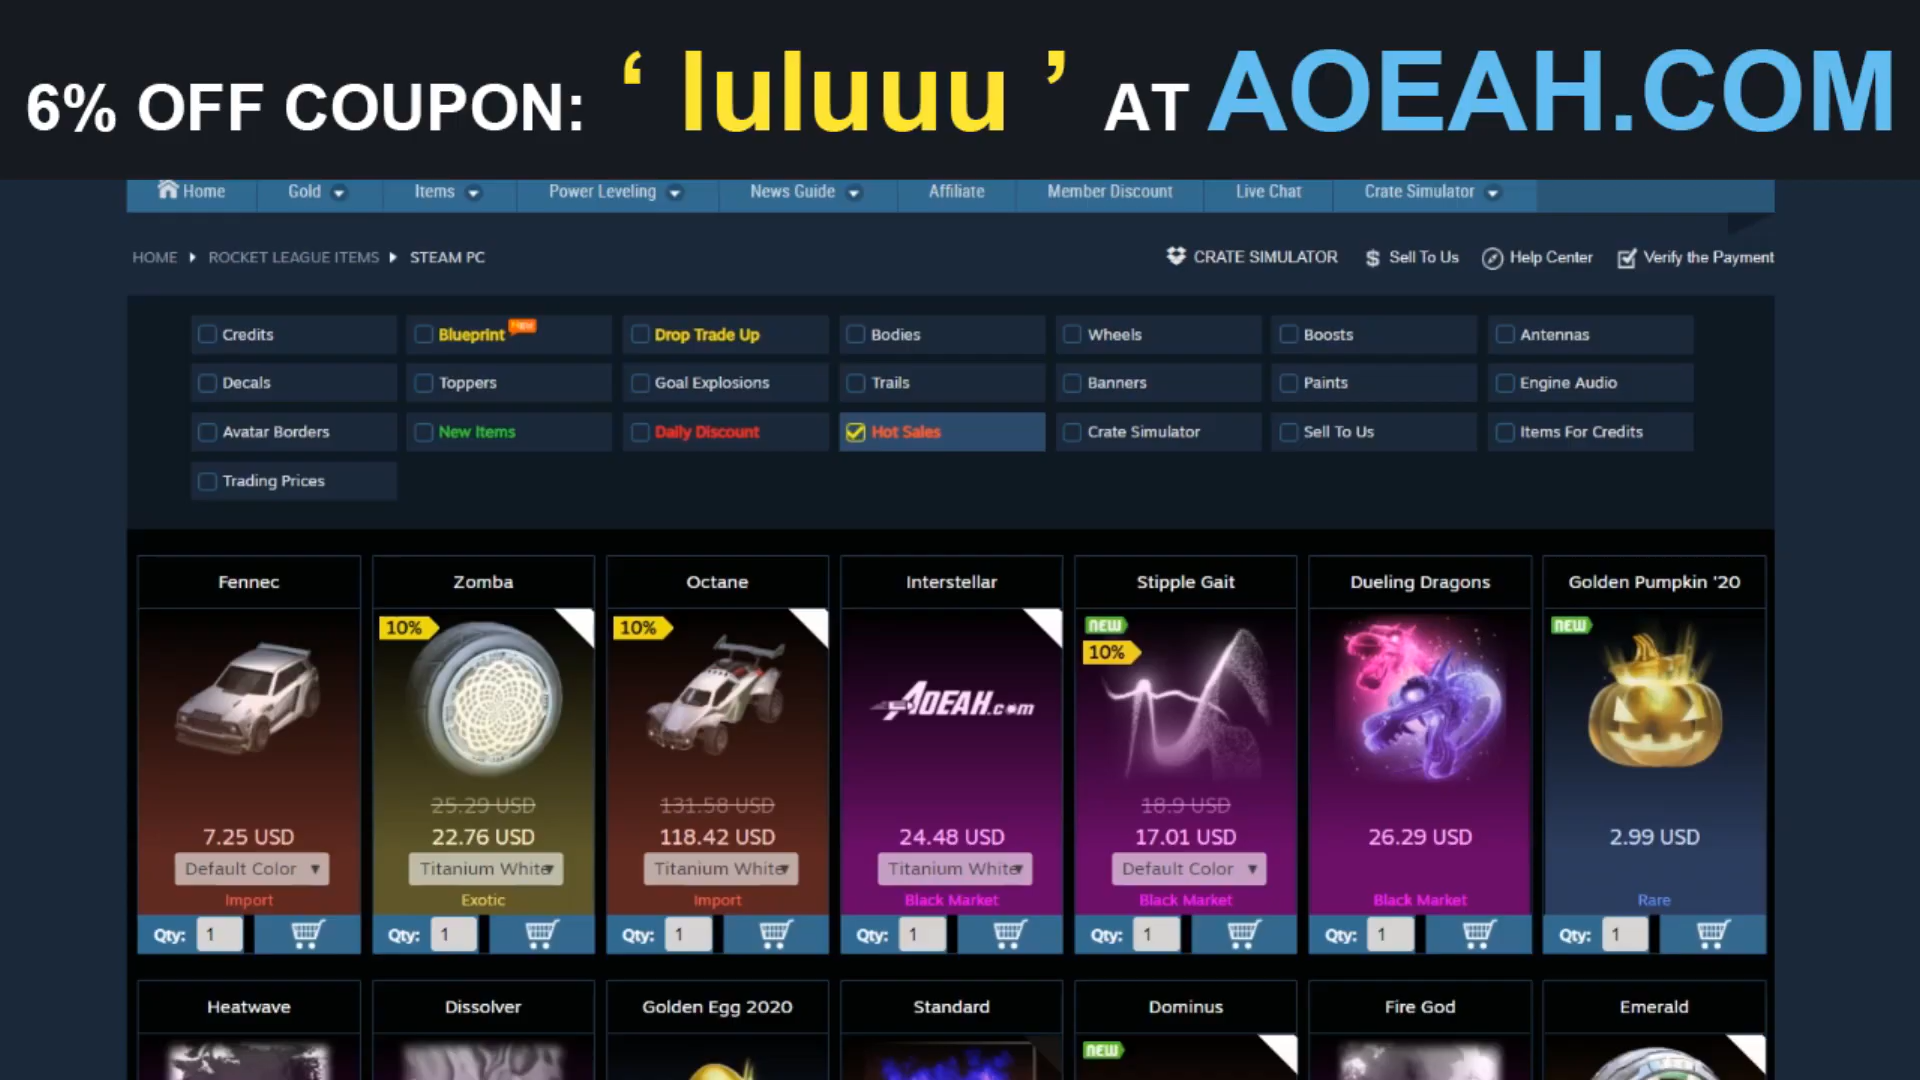 6% OFF COUPON: ‘ luluuu ’ AT AOEAH.COM
Home Gold Items Power Leveling News Guide Affiliate Member Discount Live Chat Crate Simulator
HOME ROCKET LEAGUE ITEMS STEAM PC CRATE SIMULATOR Sell To Us Help Center Verify the Payment
Credits Blueprint New Drop Trade Up Bodies Wheels Boosts Antennas
Decals Toppers Goal Explosions Trails Banners Paints Engine Audio
Avatar Borders New Items Daily Discount Hot Sales Crate Simulator Sell To Us Items For Credits
Trading Prices
Fennec Zomba Octane Interstellar Stipple Gait Dueling Dragons Golden Pumpkin '20
NEW NEW
10% 10% 10%
AOEAH.com
25.29 USD 131.58 USD 18.9 USD
7.25 USD 22.76 USD 118.42 USD 24.48 USD 17.01 USD 26.29 USD 2.99 USD
Default Color Titanium White Titanium White Titanium White Default Color
Import Exotic Import Black Market Black Market Black Market Rare
Qty: 1 Qty: 1 Qty: 1 Qty: 1 Qty: 1 Qty: 1 Qty: 1
Heatwave Dissolver Golden Egg 2020 Standard Dominus Fire God Emerald
NEW